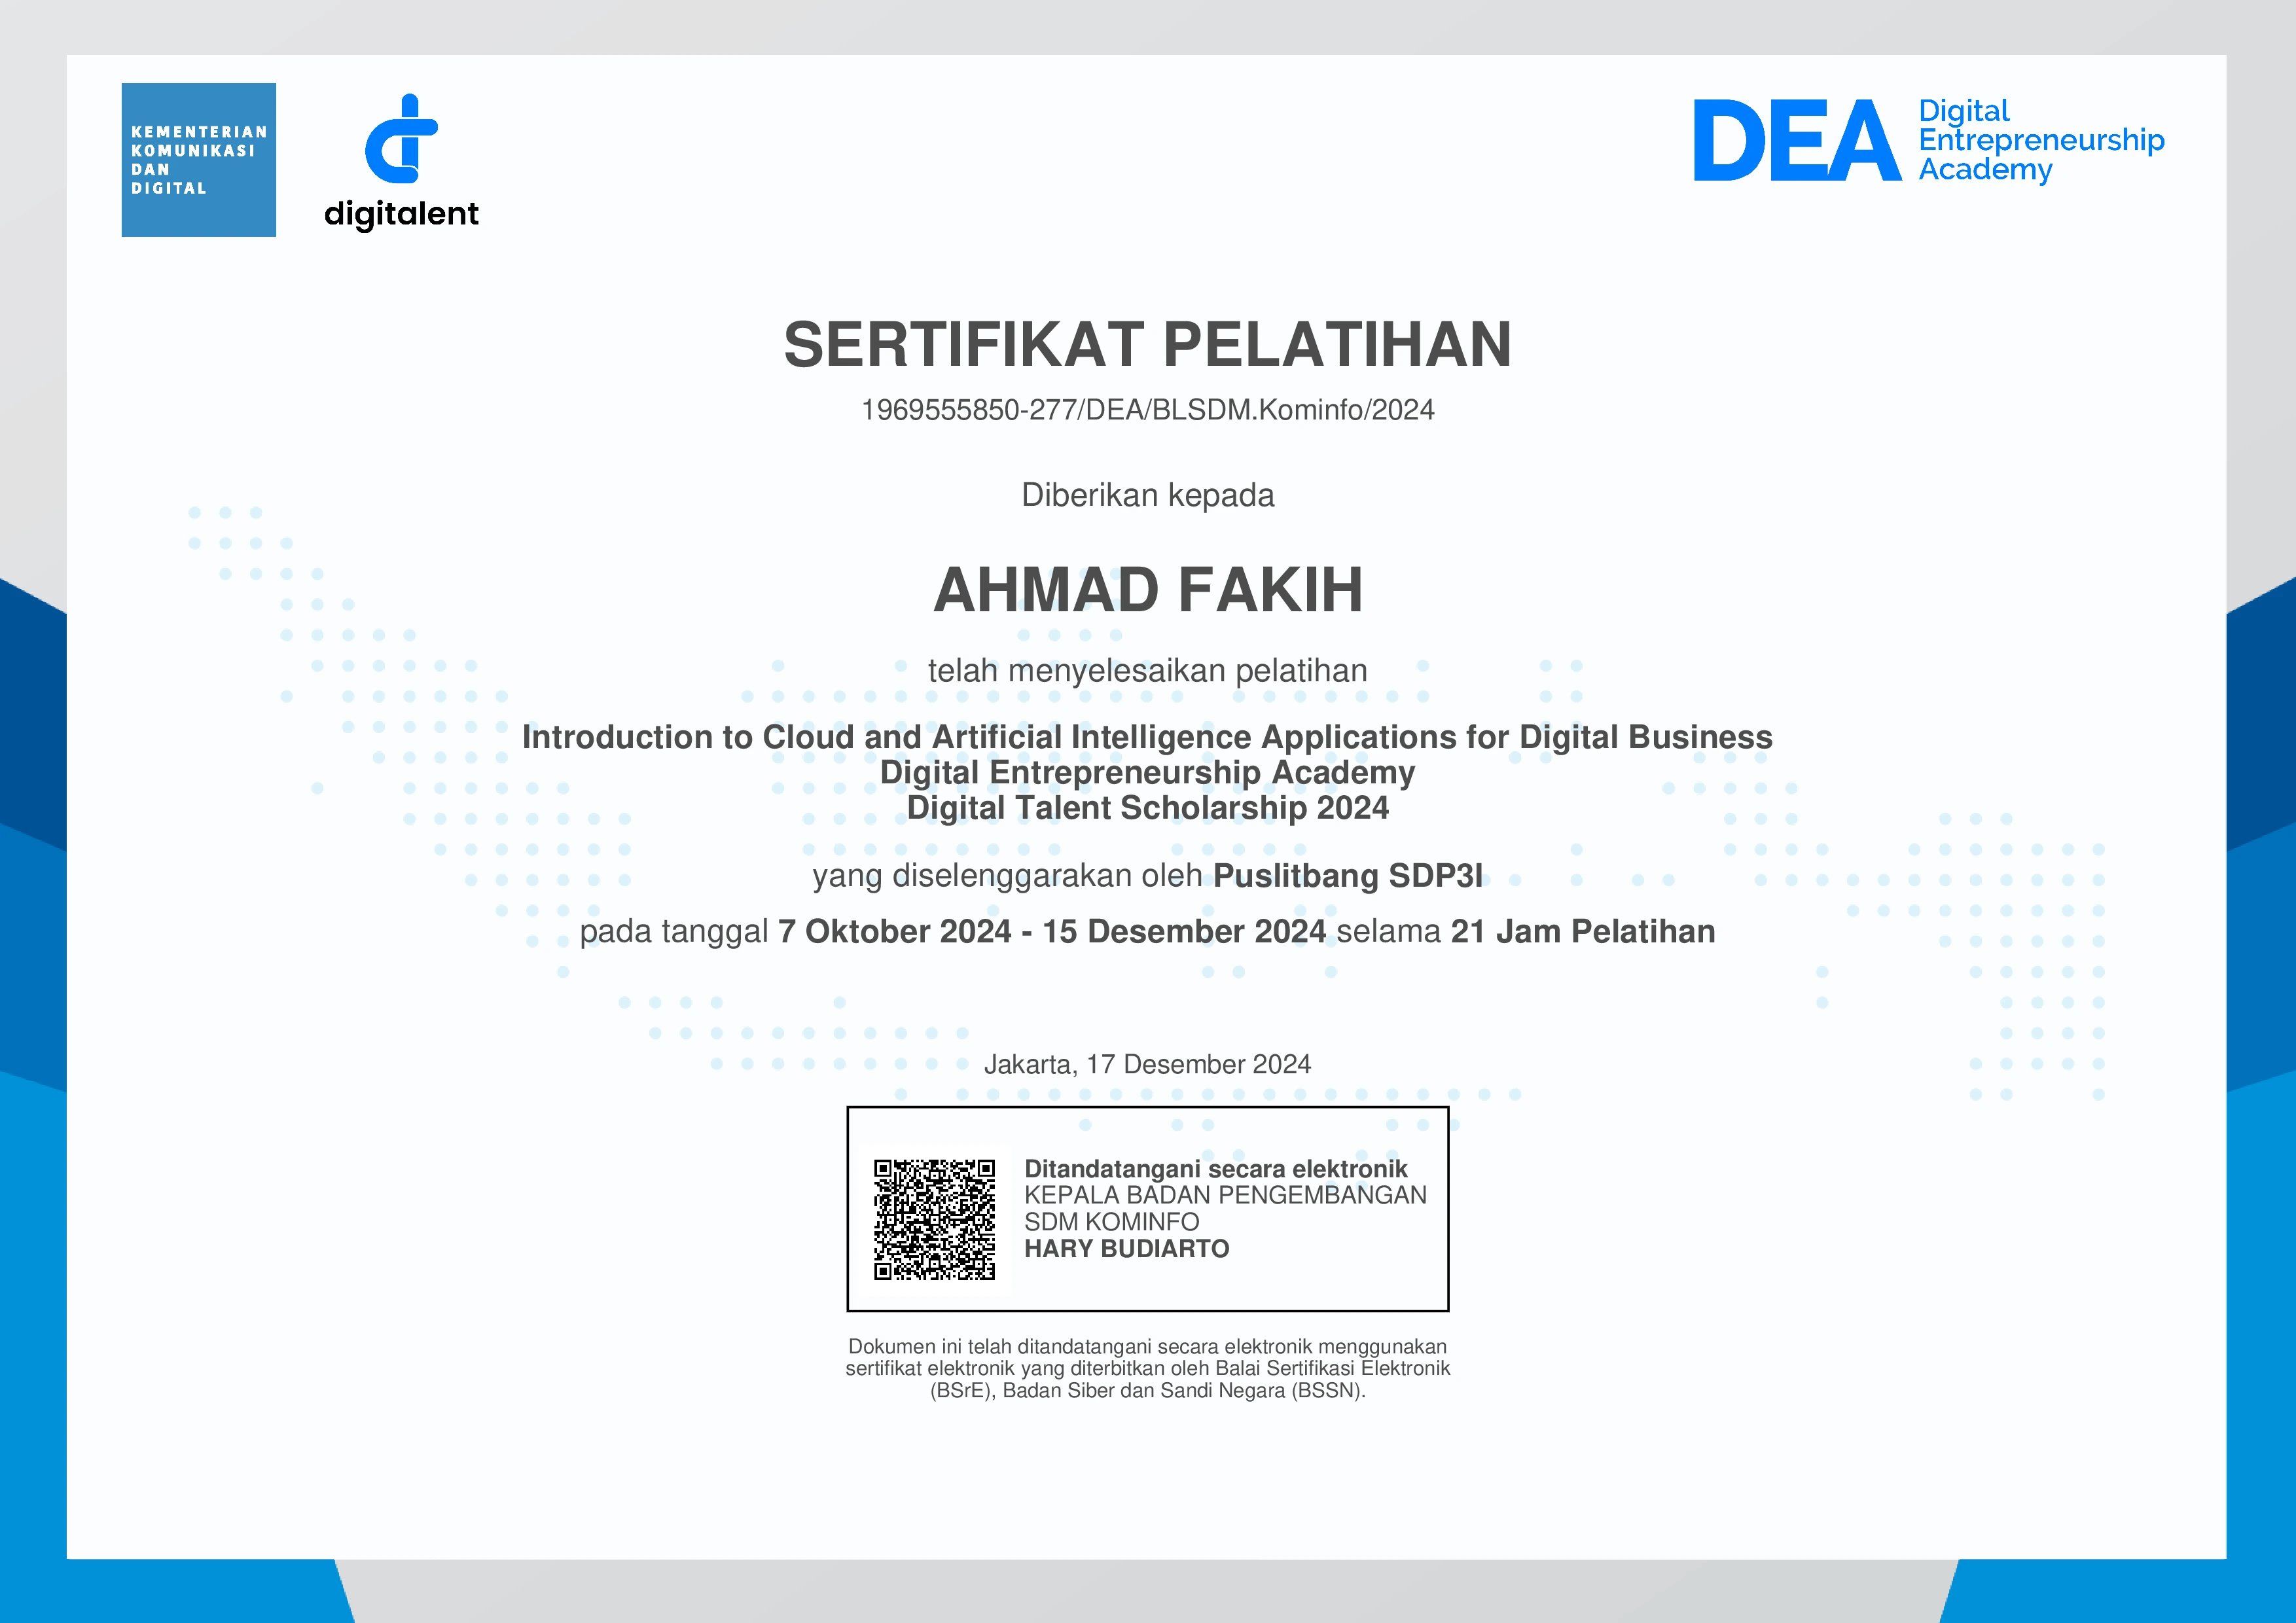 KEMENTERIAN
KOMUNIKASI
DAN
DIGITAL
digitalent
DEA
Digital
Entrepreneurship
Academy
SERTIFIKAT PELATIHAN
1969555850-277/DEA/BLSDM.Kominfo/2024
Diberikan kepada
AHMAD FAKIH
telah menyelesaikan pelatihan
Introduction to Cloud and Artificial Intelligence Applications for Digital Business
Digital Entrepreneurship Academy
Digital Talent Scholarship 2024
yang diselenggarakan oleh Puslitbang SDP3I
pada tanggal 7 Oktober 2024 - 15 Desember 2024 selama 21 Jam Pelatihan
Jakarta, 17 Desember 2024
Ditandatangani secara elektronik
KEPALA BADAN PENGEMBANGAN
SDM KOMINFO
HARY BUDIARTO
Dokumen ini telah ditandatangani secara elektronik menggunakan
sertifikat elektronik yang diterbitkan oleh Balai Sertifikasi Elektronik
(BSrE), Badan Siber dan Sandi Negara (BSSN).